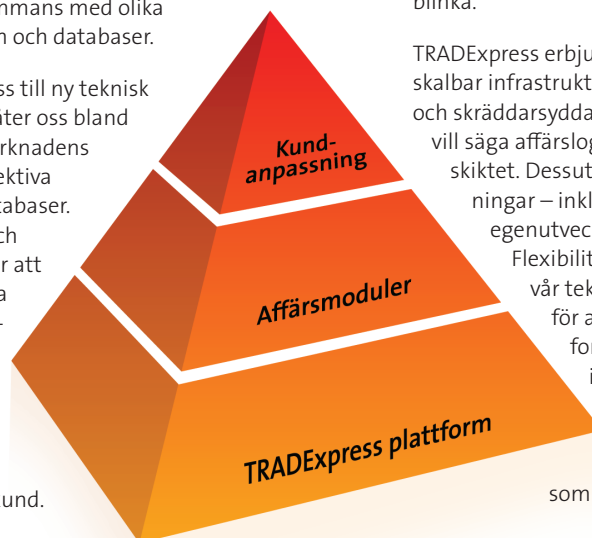 mmans med olika
n och databaser.
ss till ny teknisk
åter oss bland
rknadens
ektiva
tabaser.
ch
r att
a
-
und.
Kund-
anpassning
Affärsmoduler
TRADExpress plattform
blinka.
TRADExpress erbju
skalbar infrastrukt
och skräddarsydda
vill säga affärslog
skiktet. Dessut
ningar – inkl
egenutvec
Flexibilit
vår tek
för a
for
i
som